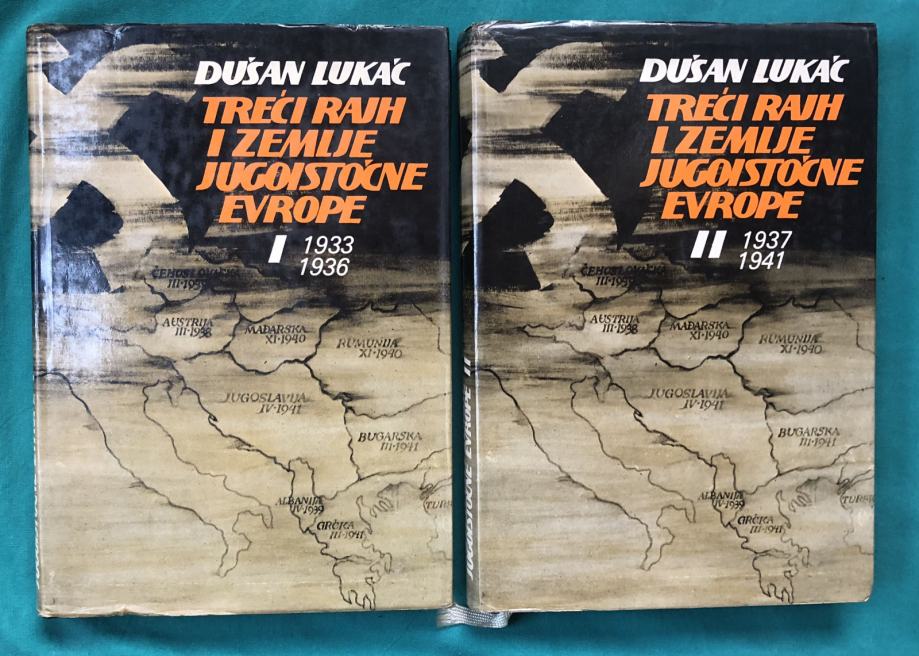 DUŠAN LUKAČ
TREĆI RAJH
I ZEMLJE
JUGOISTOČNE
EVROPE
I 1933
1936
ČEHOSLOVAČKA
III·1939
AUSTRIJA
III·1938
MAĐARSKA
XI·1940
RUMUNIJA
XI·1940
JUGOSLAVIJA
IV·1941
BUGARSKA
III·1941
ALBANIJA
IV·1939
GRČKA
III·1941
DUŠAN LUKAČ
TREĆI RAJH
I ZEMLJE
JUGOISTOČNE
EVROPE
II 1937
1941
ČEHOSLOVAČKA
III·1939
AUSTRIJA
III·1938
MAĐARSKA
XI·1940
RUMUNIJA
XI·1940
JUGOSLAVIJA
IV·1941
BUGARSKA
III·1941
ALBANIJA
IV·1939
GRČKA
III·1941
JUGOISTOČNE EVROPE II